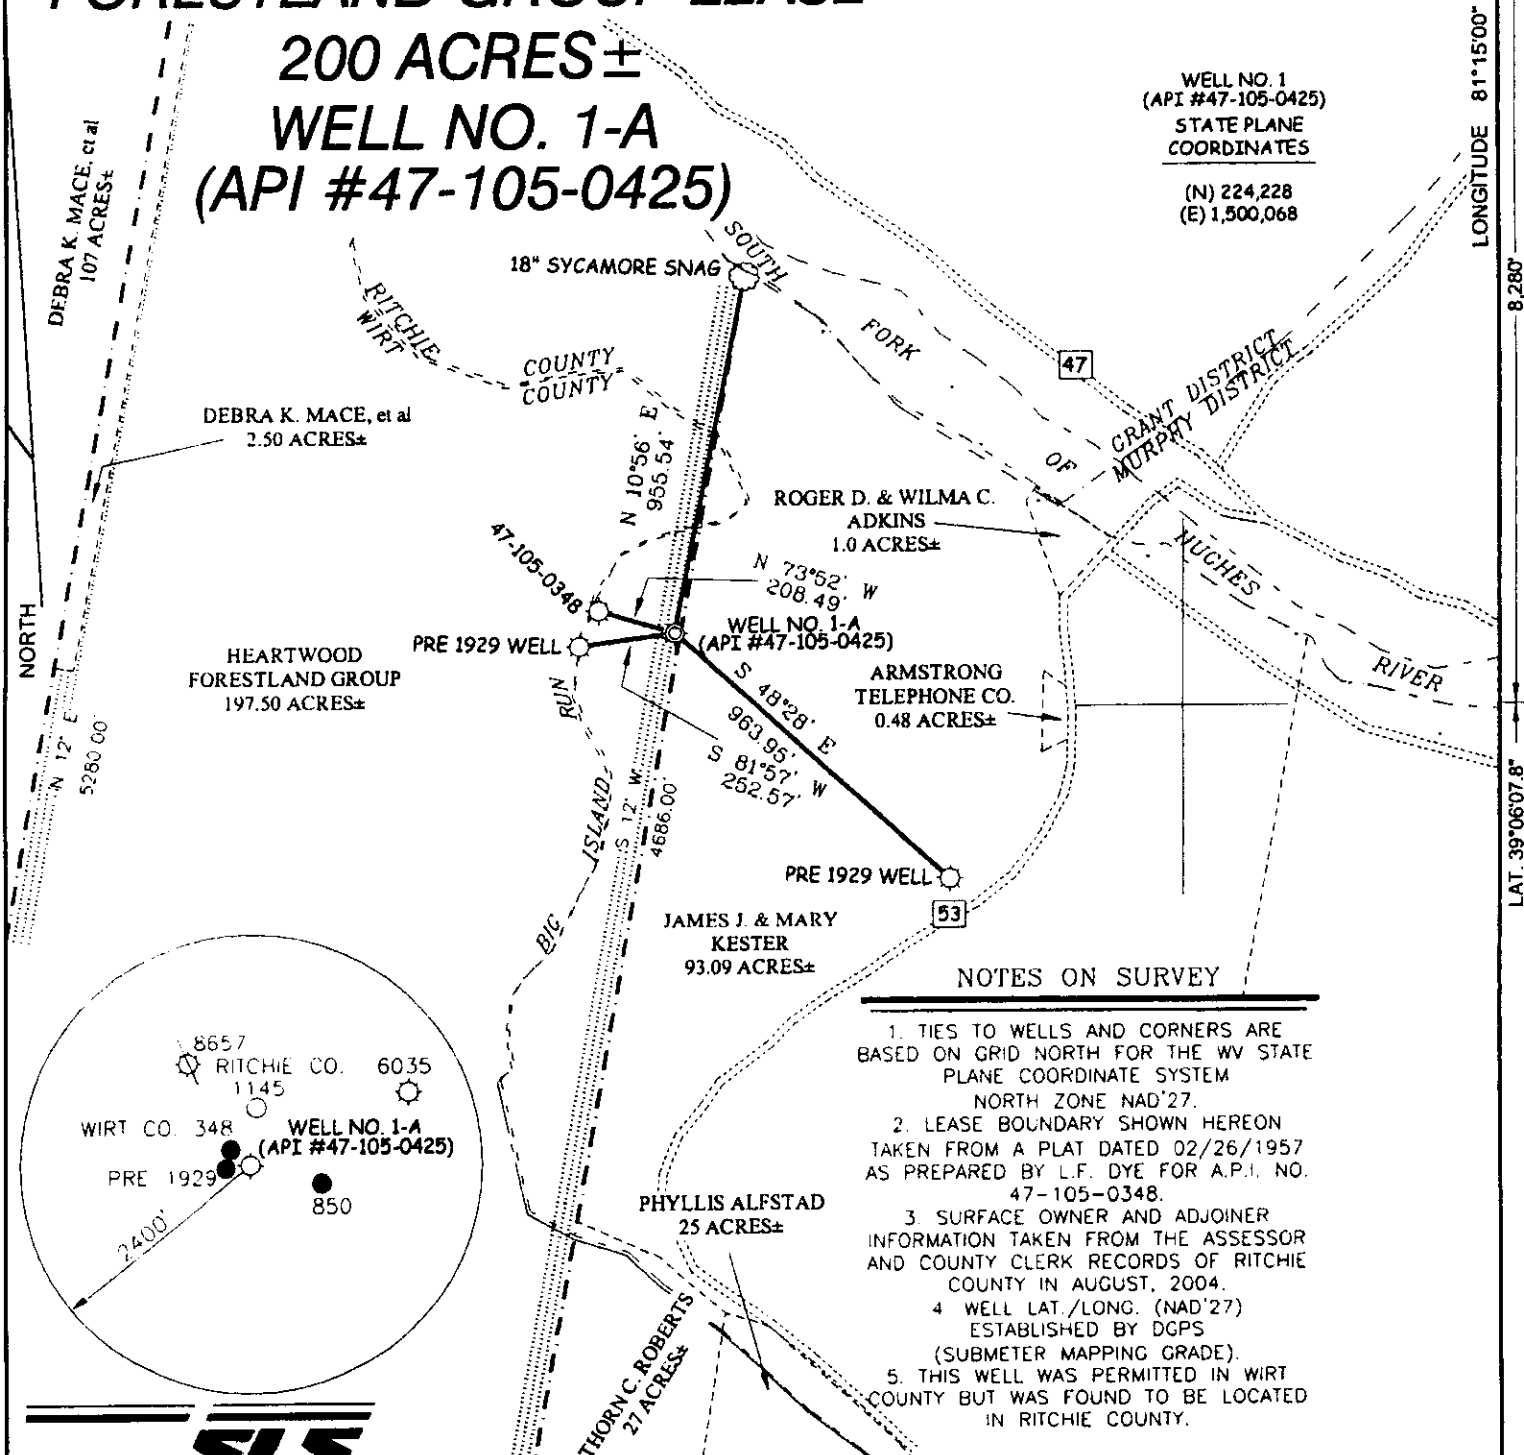 FORESTLAND GROUP LEASE
200 ACRES±
WELL NO. 1-A
(API #47-105-0425)
WELL NO. 1
(API #47-105-0425)
STATE PLANE
COORDINATES
(N) 224,228
(E) 1,500,068
LONGITUDE 81°15'00"
8,280'
LAT. 39°06'07.8"
DEBRA K. MACE, et al
107 ACRES±
18" SYCAMORE SNAG
SOUTH
FORK
OF
HUGHES
RIVER
RITCHIE
WIRT
COUNTY
COUNTY
47
GRANT DISTRICT
MURPHY DISTRICT
DEBRA K. MACE, et al
2.50 ACRES±
N 10°56' E
955.54'
ROGER D. & WILMA C.
ADKINS
1.0 ACRES±
47-105-0348
N 73°52' W
208.49'
WELL NO. 1-A
(API #47-105-0425)
PRE 1929 WELL
NORTH
HEARTWOOD
FORESTLAND GROUP
197.50 ACRES±
ARMSTRONG
TELEPHONE CO.
0.48 ACRES±
S 48°28' E
963.95'
S 81°57' W
252.57'
N 12° E
5280.00'
RUN
ISLAND
BIG
S 12° W
4686.00'
PRE 1929 WELL
53
JAMES J. & MARY
KESTER
93.09 ACRES±
NOTES ON SURVEY
1. TIES TO WELLS AND CORNERS ARE
BASED ON GRID NORTH FOR THE WV STATE
PLANE COORDINATE SYSTEM
NORTH ZONE NAD'27.
2. LEASE BOUNDARY SHOWN HEREON
TAKEN FROM A PLAT DATED 02/26/1957
AS PREPARED BY L.F. DYE FOR A.P.I. NO.
47-105-0348.
3. SURFACE OWNER AND ADJOINER
INFORMATION TAKEN FROM THE ASSESSOR
AND COUNTY CLERK RECORDS OF RITCHIE
COUNTY IN AUGUST, 2004.
4 WELL LAT./LONG. (NAD'27)
ESTABLISHED BY DGPS
(SUBMETER MAPPING GRADE).
5. THIS WELL WAS PERMITTED IN WIRT
COUNTY BUT WAS FOUND TO BE LOCATED
IN RITCHIE COUNTY.
8657
RITCHIE CO.
6035
1145
WIRT CO. 348
WELL NO. 1-A
(API #47-105-0425)
PRE 1929
850
2400'
PHYLLIS ALFSTAD
25 ACRES±
THORN C. ROBERTS
27 ACRES±
SLS